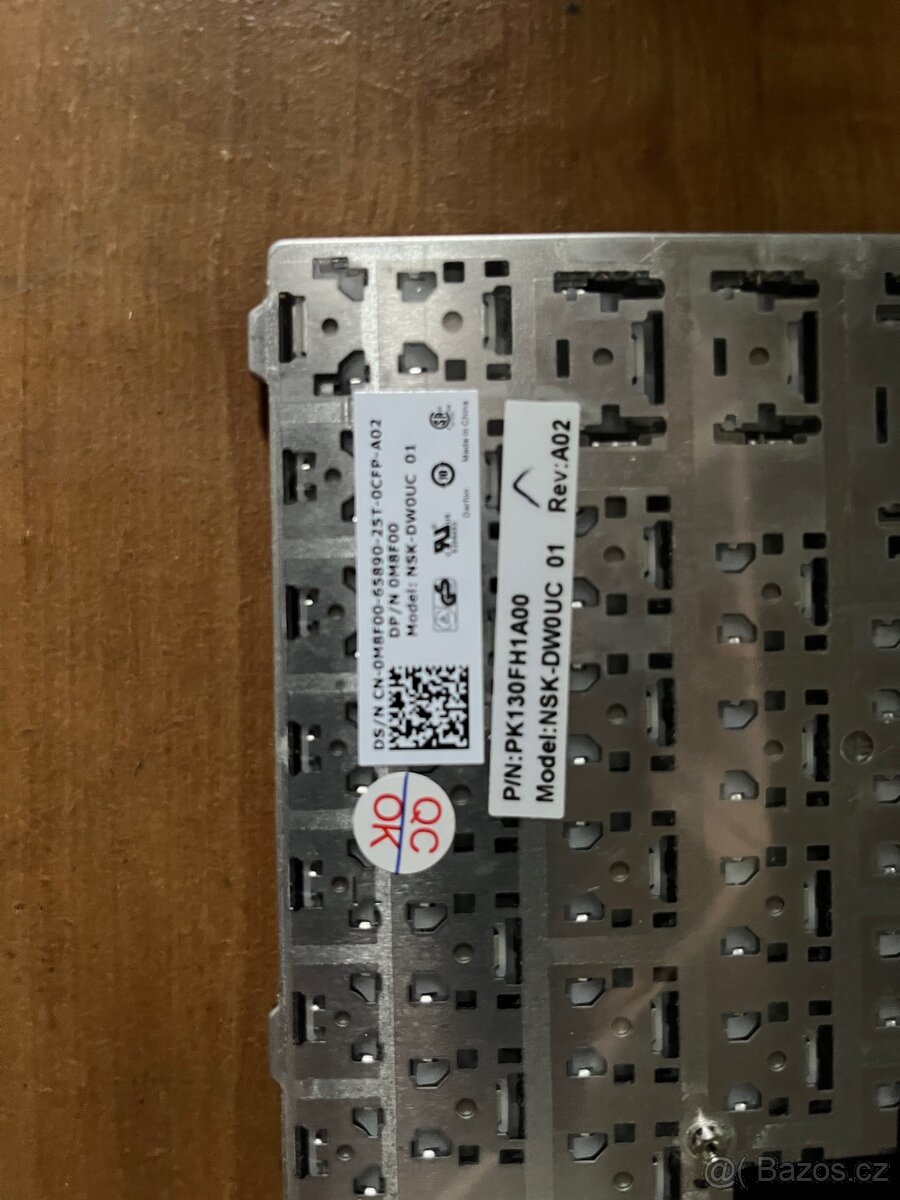 DS/N CN-0M8F00-65890-25T-0CFP-A02
DP/N 0M8F00
Model: NSK-DW0UC 01
Darfon
Made in China
P/N:PK130FH1A00
Model:NSK-DW0UC 01 Rev:A02
QC
OK
@( Bazos.cz